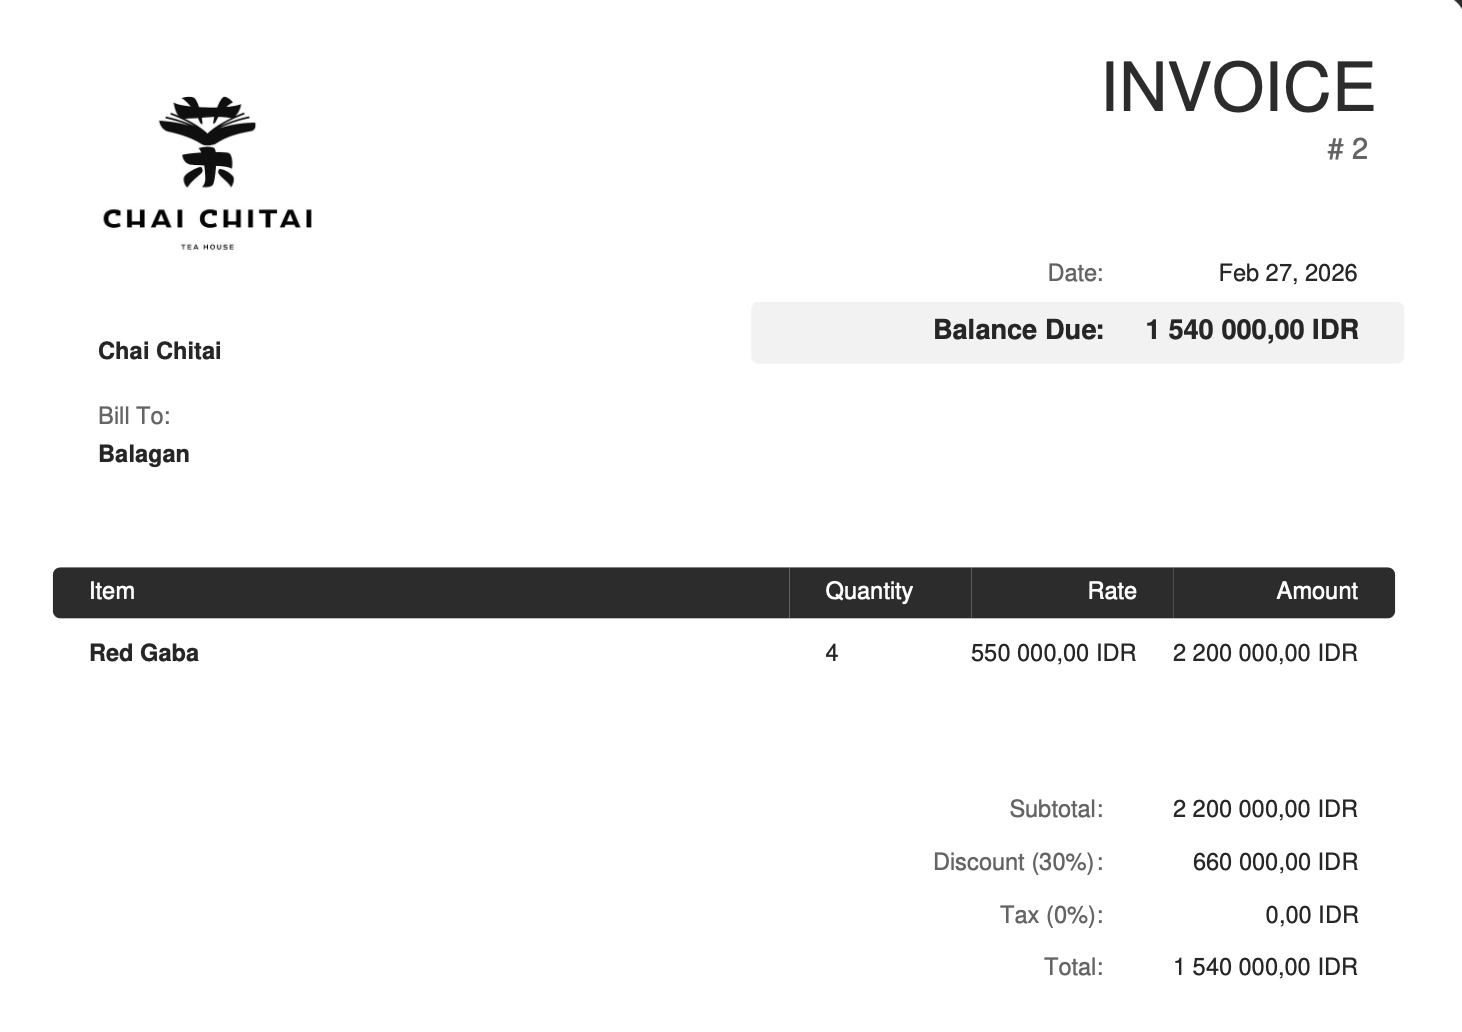 INVOICE
# 2
CHAI CHITAI
TEA HOUSE
Date: Feb 27, 2026
Balance Due: 1 540 000,00 IDR
Chai Chitai
Bill To:
Balagan
Item Quantity Rate Amount
Red Gaba 4 550 000,00 IDR 2 200 000,00 IDR
Subtotal: 2 200 000,00 IDR
Discount (30%): 660 000,00 IDR
Tax (0%): 0,00 IDR
Total: 1 540 000,00 IDR